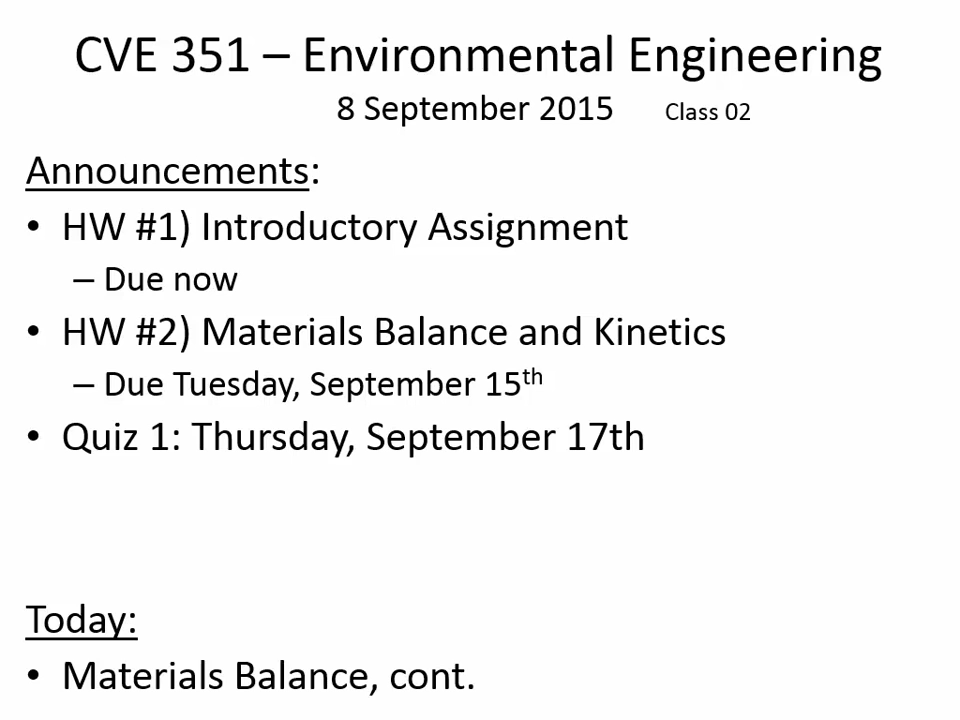 CVE 351 – Environmental Engineering
8 September 2015 Class 02
Announcements:
• HW #1) Introductory Assignment
– Due now
• HW #2) Materials Balance and Kinetics
– Due Tuesday, September 15th
• Quiz 1: Thursday, September 17th
Today:
• Materials Balance, cont.